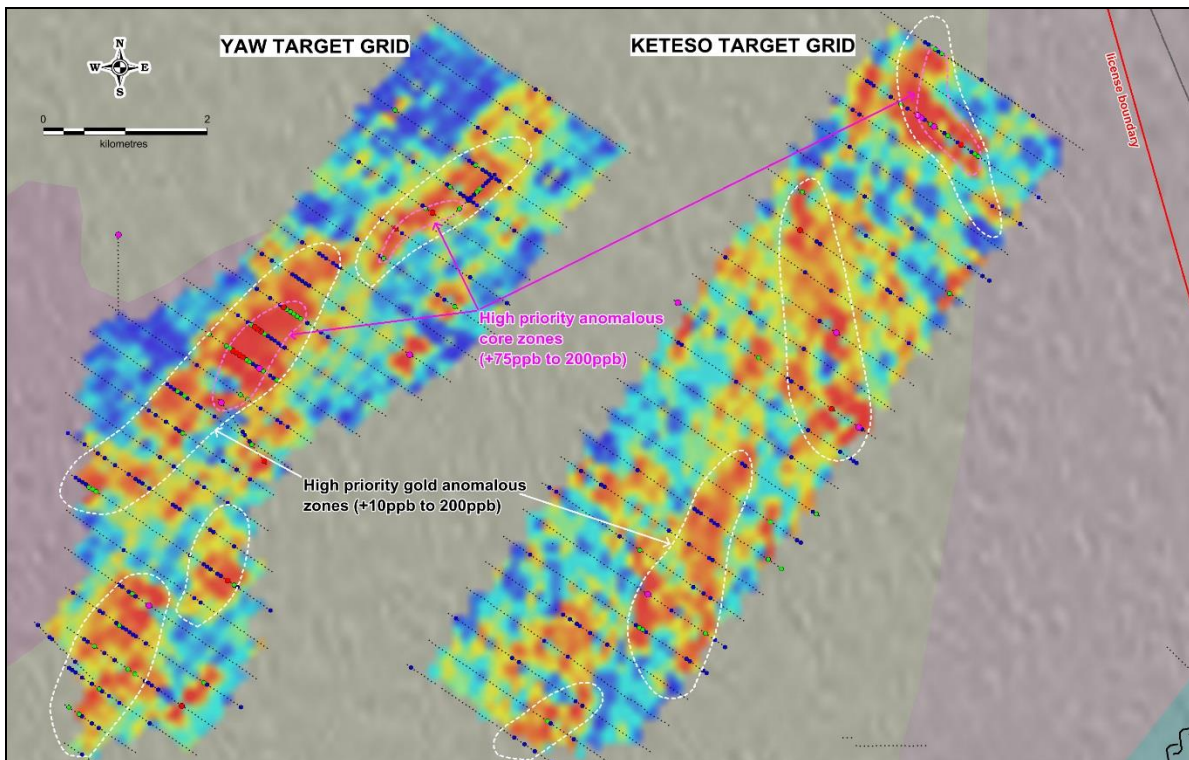 YAW TARGET GRID
KETESO TARGET GRID
N
W E
S
0 2
kilometres
license boundary
High priority anomalous
core zones
(+75ppb to 200ppb)
High priority gold anomalous
zones (+10ppb to 200ppb)